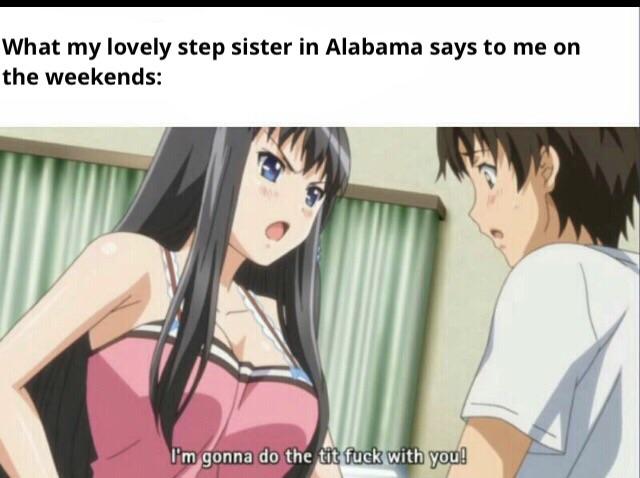 What my lovely step sister in Alabama says to me on
the weekends:
I'm gonna do the tit fuck with you!